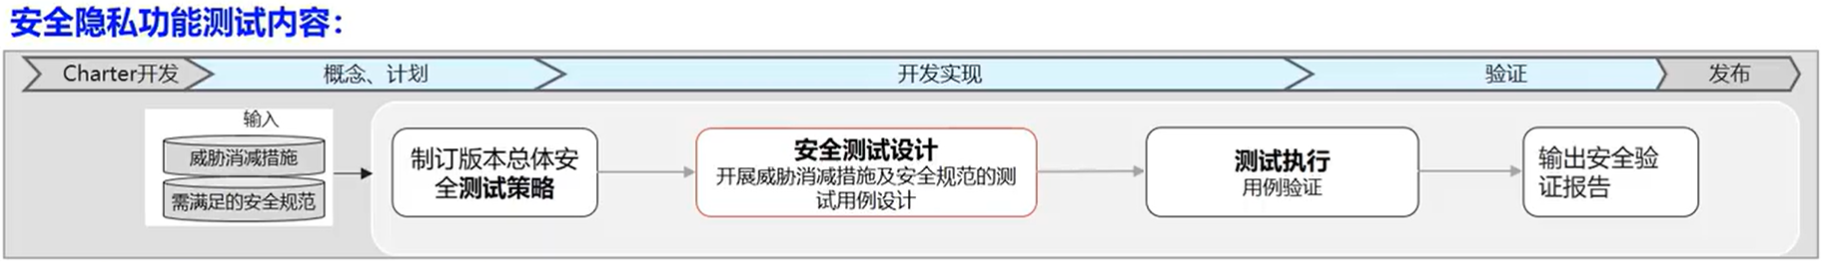 安全隐私功能测试内容：
Charter开发
概念、计划
开发实现
验证
发布
输入
威胁消减措施
需满足的安全规范
制订版本总体安
全测试策略
安全测试设计
开展威胁消减措施及安全规范的测
试用例设计
测试执行
用例验证
输出安全验
证报告